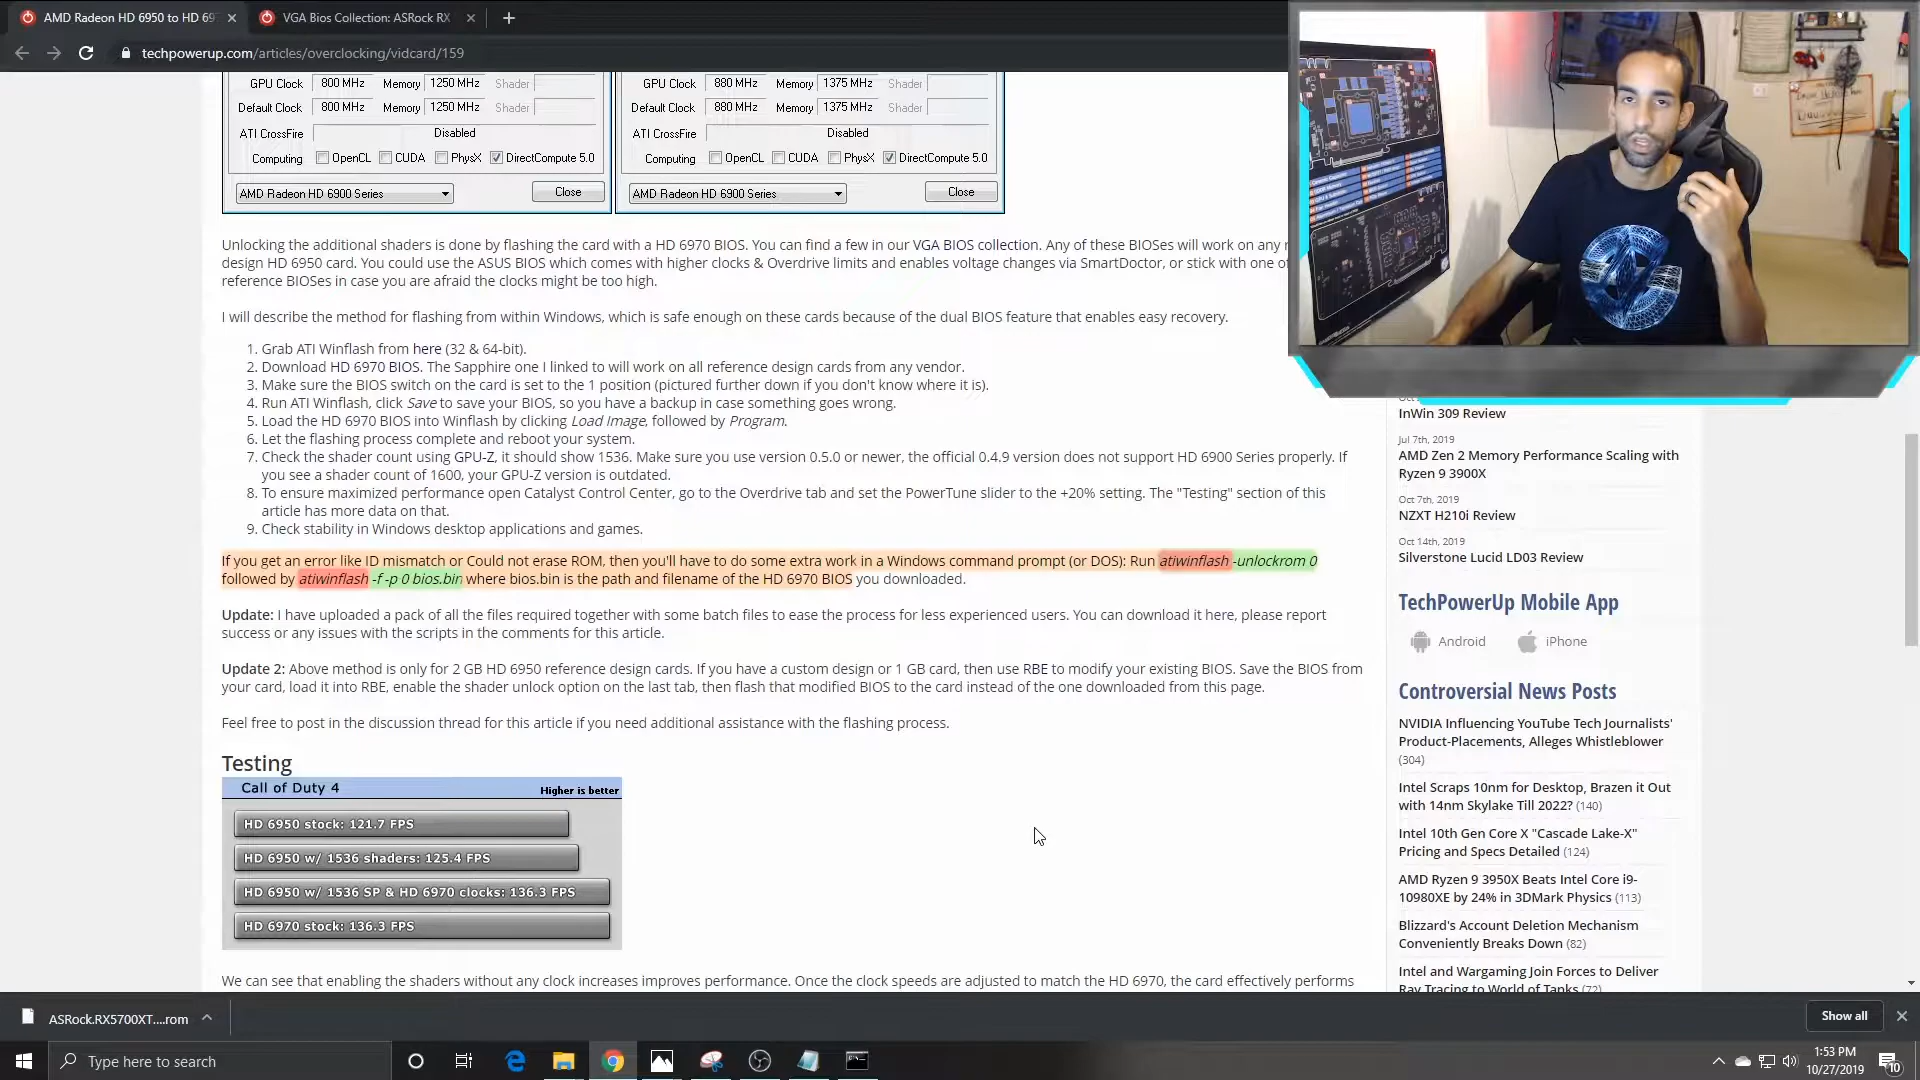 AMD Radeon HD 6950 to HD 69
VGA Bios Collection: ASRock RX
techpowerup.com/articles/overclocking/vidcard/159
GPU Clock 800 MHz Memory 1250 MHz Shader
Default Clock 800 MHz Memory 1250 MHz Shader
ATI CrossFire Disabled
Computing OpenCL CUDA PhysX DirectCompute 5.0
AMD Radeon HD 6900 Series Close
GPU Clock 880 MHz Memory 1375 MHz Shader
Default Clock 880 MHz Memory 1375 MHz Shader
ATI CrossFire Disabled
Computing OpenCL CUDA PhysX DirectCompute 5.0
AMD Radeon HD 6900 Series Close
Unlocking the additional shaders is done by flashing the card with a HD 6970 BIOS. You can find a few in our VGA BIOS collection. Any of these BIOSes will work on any
design HD 6950 card. You could use the ASUS BIOS which comes with higher clocks & Overdrive limits and enables voltage changes via SmartDoctor, or stick with one of
reference BIOSes in case you are afraid the clocks might be too high.
I will describe the method for flashing from within Windows, which is safe enough on these cards because of the dual BIOS feature that enables easy recovery.
1. Grab ATI Winflash from here (32 & 64-bit).
2. Download HD 6970 BIOS. The Sapphire one I linked to will work on all reference design cards from any vendor.
3. Make sure the BIOS switch on the card is set to the 1 position (pictured further down if you don't know where it is).
4. Run ATI Winflash, click Save to save your BIOS, so you have a backup in case something goes wrong.
5. Load the HD 6970 BIOS into Winflash by clicking Load Image, followed by Program.
6. Let the flashing process complete and reboot your system.
7. Check the shader count using GPU-Z, it should show 1536. Make sure you use version 0.5.0 or newer, the official 0.4.9 version does not support HD 6900 Series properly. If
you see a shader count of 1600, your GPU-Z version is outdated.
8. To ensure maximized performance open Catalyst Control Center, go to the Overdrive tab and set the PowerTune slider to the +20% setting. The "Testing" section of this
article has more data on that.
9. Check stability in Windows desktop applications and games.
If you get an error like ID mismatch or Could not erase ROM, then you'll have to do some extra work in a Windows command prompt (or DOS): Run atiwinflash -unlockrom 0
followed by atiwinflash -f -p 0 bios.bin where bios.bin is the path and filename of the HD 6970 BIOS you downloaded.
Update: I have uploaded a pack of all the files required together with some batch files to ease the process for less experienced users. You can download it here, please report
success or any issues with the scripts in the comments for this article.
Update 2: Above method is only for 2 GB HD 6950 reference design cards. If you have a custom design or 1 GB card, then use RBE to modify your existing BIOS. Save the BIOS from
your card, load it into RBE, enable the shader unlock option on the last tab, then flash that modified BIOS to the card instead of the one downloaded from this page.
Feel free to post in the discussion thread for this article if you need additional assistance with the flashing process.
Testing
Call of Duty 4 Higher is better
HD 6950 stock: 121.7 FPS
HD 6950 w/ 1536 shaders: 125.4 FPS
HD 6950 w/ 1536 SP & HD 6970 clocks: 136.3 FPS
HD 6970 stock: 136.3 FPS
We can see that enabling the shaders without any clock increases improves performance. Once the clock speeds are adjusted to match the HD 6970, the card effectively performs
InWin 309 Review
Jul 7th, 2019
AMD Zen 2 Memory Performance Scaling with
Ryzen 9 3900X
Oct 7th, 2019
NZXT H210i Review
Oct 14th, 2019
Silverstone Lucid LD03 Review
TechPowerUp Mobile App
Android iPhone
Controversial News Posts
NVIDIA Influencing YouTube Tech Journalists'
Product-Placements, Alleges Whistleblower
(304)
Intel Scraps 10nm for Desktop, Brazen it Out
with 14nm Skylake Till 2022? (140)
Intel 10th Gen Core X "Cascade Lake-X"
Pricing and Specs Detailed (124)
AMD Ryzen 9 3950X Beats Intel Core i9-
10980XE by 24% in 3DMark Physics (113)
Blizzard's Account Deletion Mechanism
Conveniently Breaks Down (82)
Intel and Wargaming Join Forces to Deliver
Ray Tracing to World of Tanks (72)
ASRock.RX5700XT....rom
Show all
Type here to search
1:53 PM
10/27/2019
10